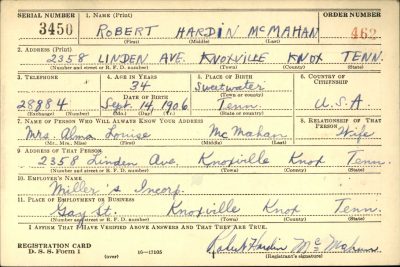 SERIAL NUMBER 1. NAME (Print) ORDER NUMBER
3450 ROBERT HARDIN McMAHAN 462
(First) (Middle) (Last)
2. ADDRESS (Print)
2358 LINDEN AVE. KNOXVILLE KNOX TENN.
(Number and street or R. F. D. number) (Town) (County) (State)
3. TELEPHONE 4. AGE IN YEARS 5. PLACE OF BIRTH 6. COUNTRY OF CITIZENSHIP
34 Sweetwater
DATE OF BIRTH (Town or county)
28884 Sept. 14, 1906 Tenn. U.S.A.
(Exchange) (Number) (Mo.) (Day) (Yr.) (State or country)
7. NAME OF PERSON WHO WILL ALWAYS KNOW YOUR ADDRESS 8. RELATIONSHIP OF THAT PERSON
Mrs. Alma Louise McMahan Wife
(Mr., Mrs., Miss) (First) (Middle) (Last)
9. ADDRESS OF THAT PERSON
2358 Linden Ave. Knoxville Knox Tenn.
(Number and street or R. F. D. number) (Town) (County) (State)
10. EMPLOYER'S NAME
Miller's Incorp.
11. PLACE OF EMPLOYMENT OR BUSINESS
Gay St. Knoxville Knox Tenn.
(Number and street or R. F. D. number) (Town) (County) (State)
I AFFIRM THAT I HAVE VERIFIED ABOVE ANSWERS AND THAT THEY ARE TRUE.
REGISTRATION CARD
D. S. S. Form 1 (over) 16—17105 Robert Hardin McMahan
(Registrant's signature)